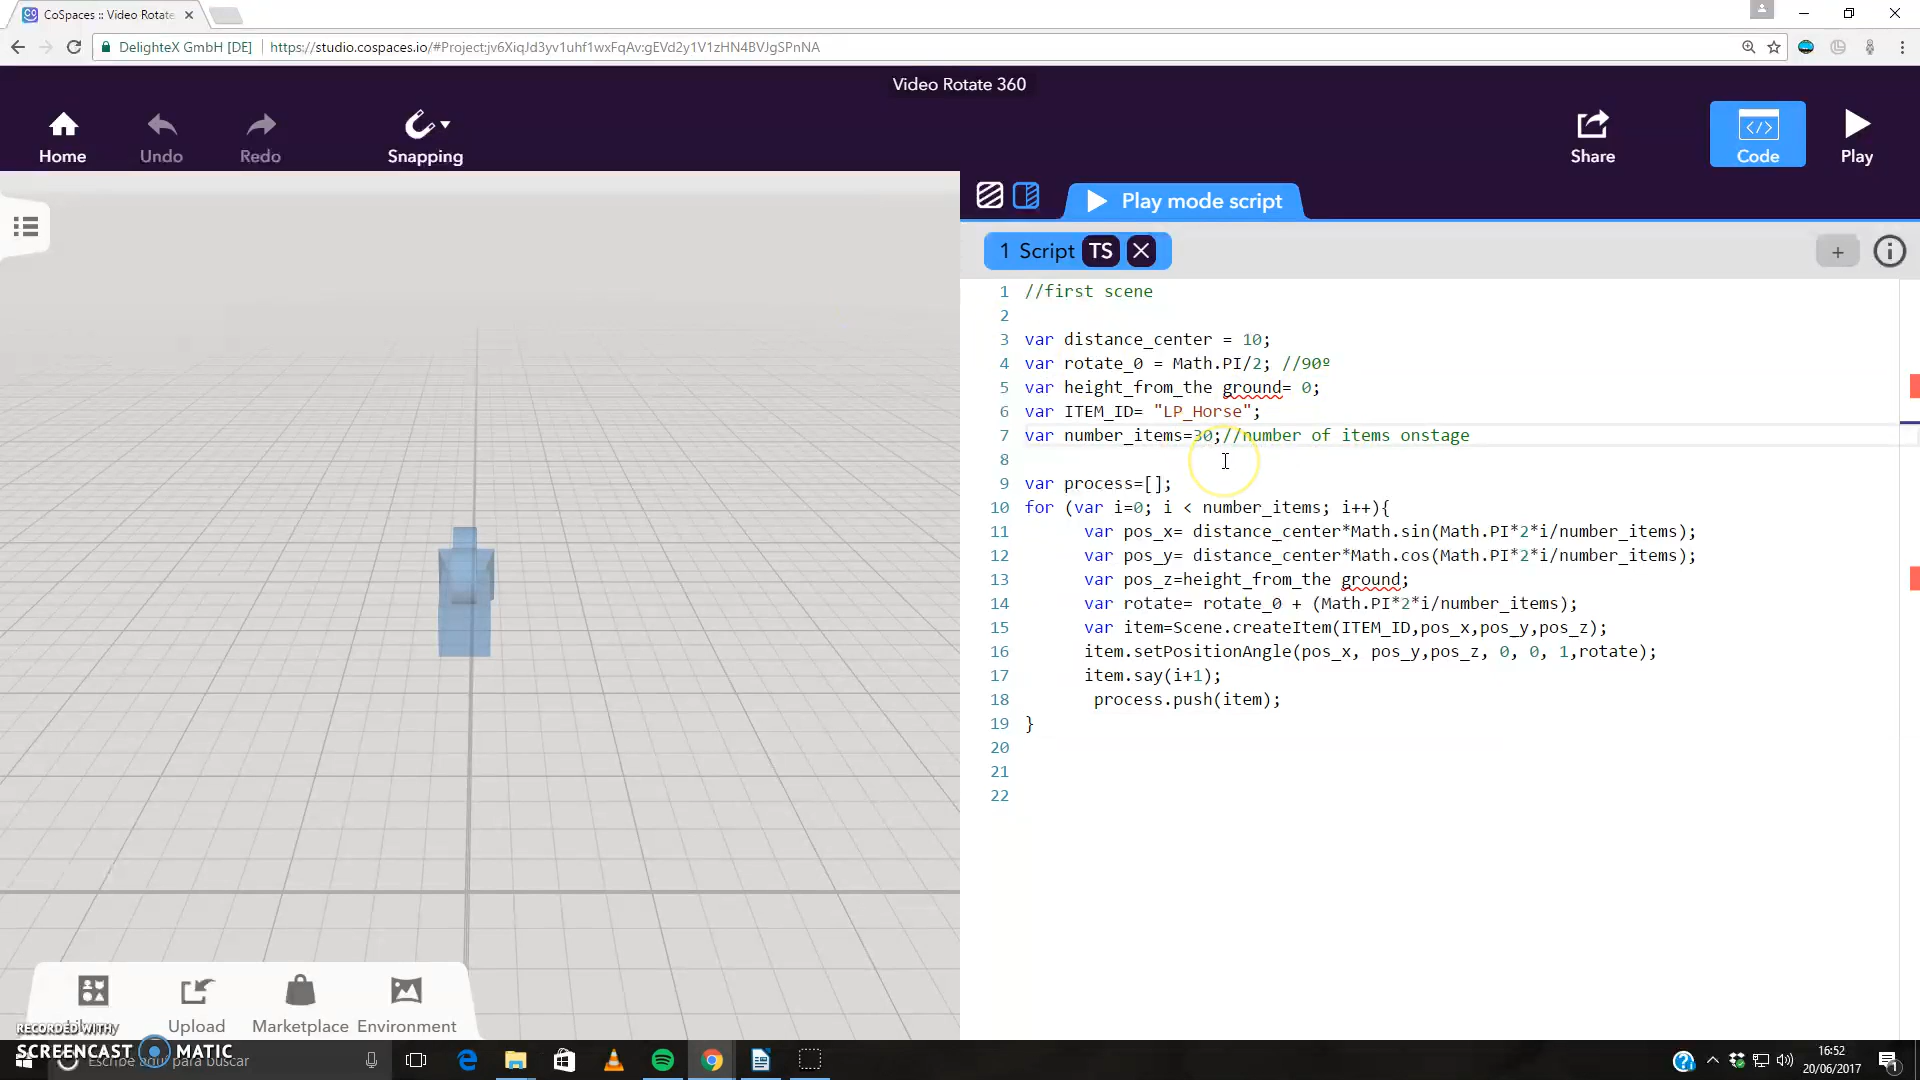 CoSpaces :: Video Rotate
DelighteX GmbH [DE]
https://studio.cospaces.io/#Project:jv6XiqJd3yv1uhf1wxFqAv:gEVd2y1V1zHN4BVJgSPnNA
Video Rotate 360
Home
Undo
Redo
Snapping
Share
</>
Code
Play
Play mode script
1 Script TS
1 //first scene
2
3 var distance_center = 10;
4 var rotate_0 = Math.PI/2; //90º
5 var height_from_the ground= 0;
6 var ITEM_ID= "LP_Horse";
7 var number_items=30;//number of items onstage
8
9 var process=[];
10 for (var i=0; i < number_items; i++){
11 var pos_x= distance_center*Math.sin(Math.PI*2*i/number_items);
12 var pos_y= distance_center*Math.cos(Math.PI*2*i/number_items);
13 var pos_z=height_from_the ground;
14 var rotate= rotate_0 + (Math.PI*2*i/number_items);
15 var item=Scene.createItem(ITEM_ID,pos_x,pos_y,pos_z);
16 item.setPositionAngle(pos_x, pos_y,pos_z, 0, 0, 1,rotate);
17 item.say(i+1);
18 process.push(item);
19 }
20
21
22
Upload
Marketplace
Environment
RECORDED WITH
SCREENCAST MATIC
Escribe aquí para buscar
16:52
20/06/2017